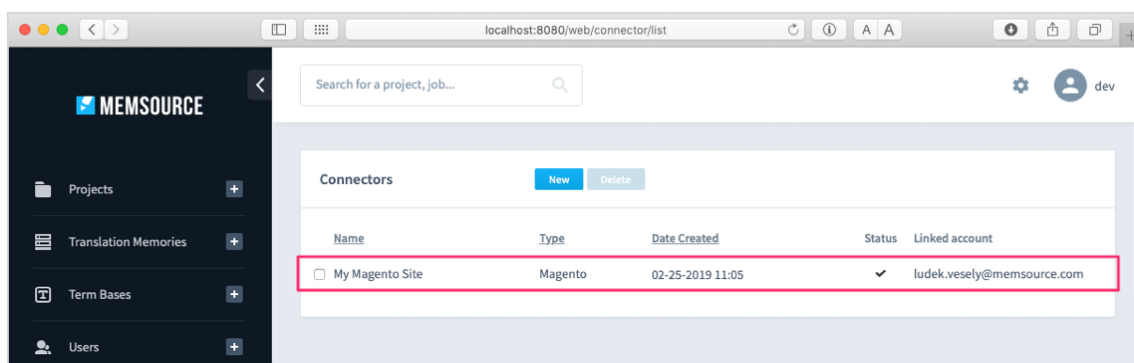 localhost:8080/web/connector/list
A A
MEMSOURCE
Search for a project, job...
dev
Projects
Translation Memories
Term Bases
Users
Connectors
New
Delete
Name Type Date Created Status Linked account
My Magento Site Magento 02-25-2019 11:05 ludek.vesely@memsource.com